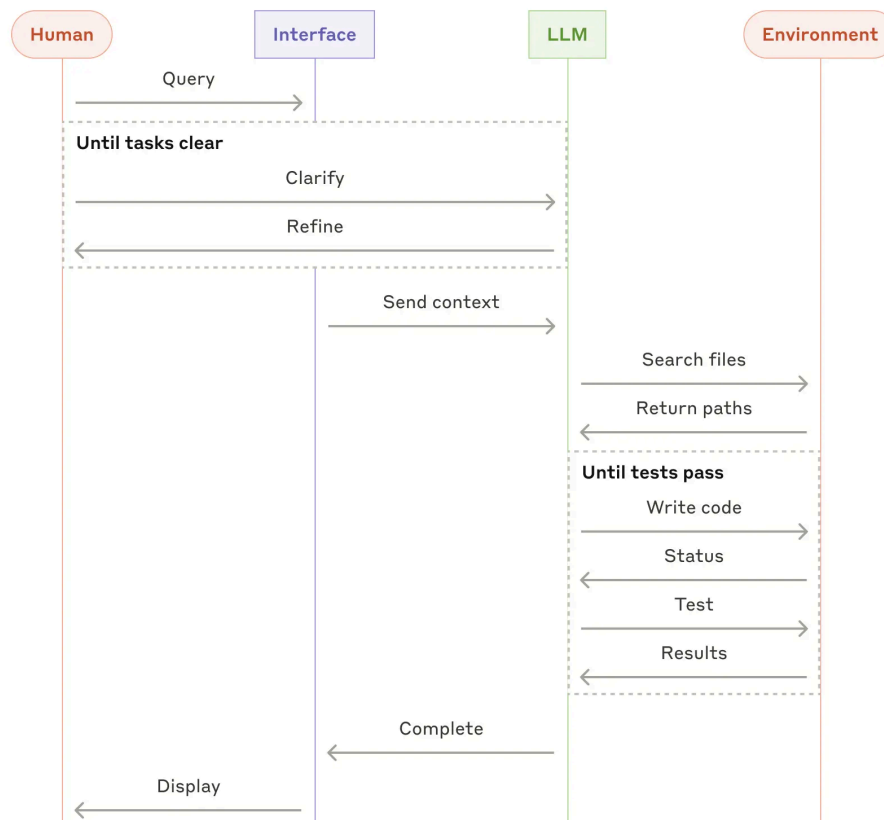 Human
Interface
LLM
Environment
Query
Until tasks clear
Clarify
Refine
Send context
Search files
Return paths
Until tests pass
Write code
Status
Test
Results
Complete
Display